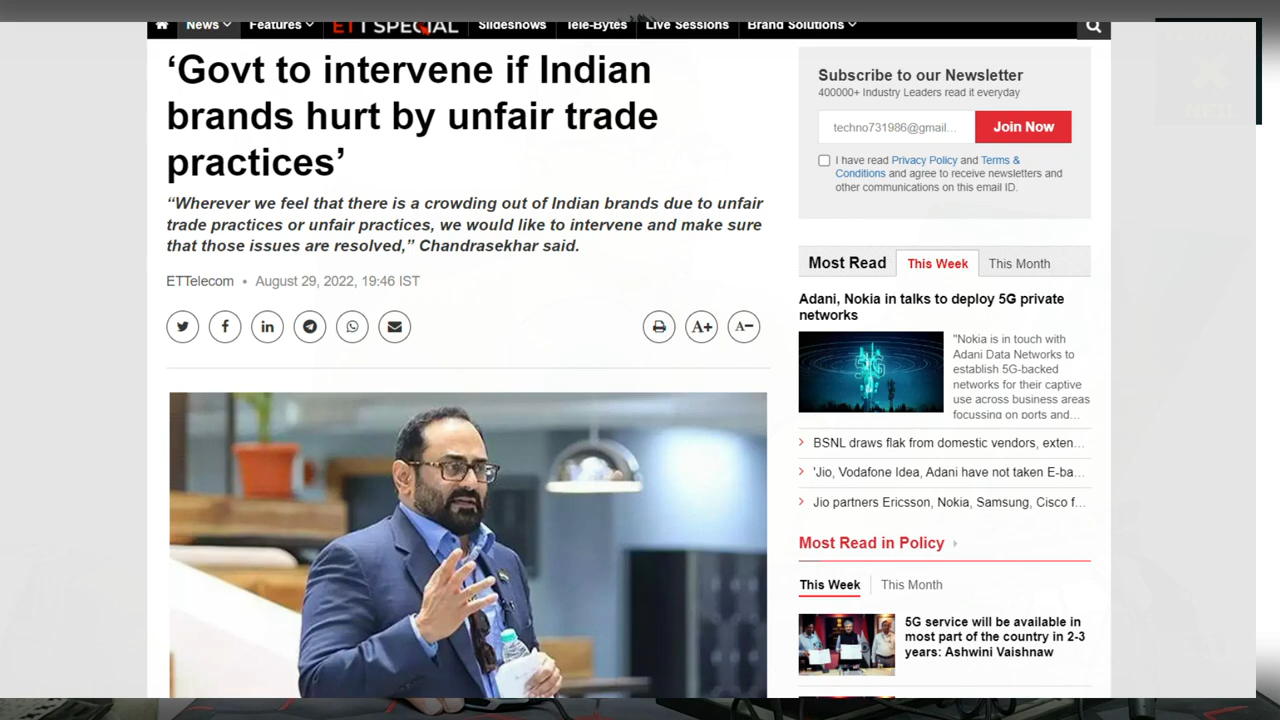 News
Features
ETT SPECIAL
Slideshows
Tele-Bytes
Live Sessions
Brand Solutions
‘Govt to intervene if Indian
brands hurt by unfair trade
practices’
“Wherever we feel that there is a crowding out of Indian brands due to unfair
trade practices or unfair practices, we would like to intervene and make sure
that those issues are resolved,” Chandrasekhar said.
ETTelecom • August 29, 2022, 19:46 IST
A+
A-
Subscribe to our Newsletter
400000+ Industry Leaders read it everyday
techno731986@gmail...
Join Now
I have read Privacy Policy and Terms &
Conditions and agree to receive newsletters and
other communications on this email ID.
Most Read
This Week
This Month
Adani, Nokia in talks to deploy 5G private
networks
5G
"Nokia is in touch with
Adani Data Networks to
establish 5G-backed
networks for their captive
use across business areas
focussing on ports and...
BSNL draws flak from domestic vendors, exten...
'Jio, Vodafone Idea, Adani have not taken E-ba...
Jio partners Ericsson, Nokia, Samsung, Cisco f...
Most Read in Policy
This Week
This Month
5G service will be available in
most part of the country in 2-3
years: Ashwini Vaishnaw